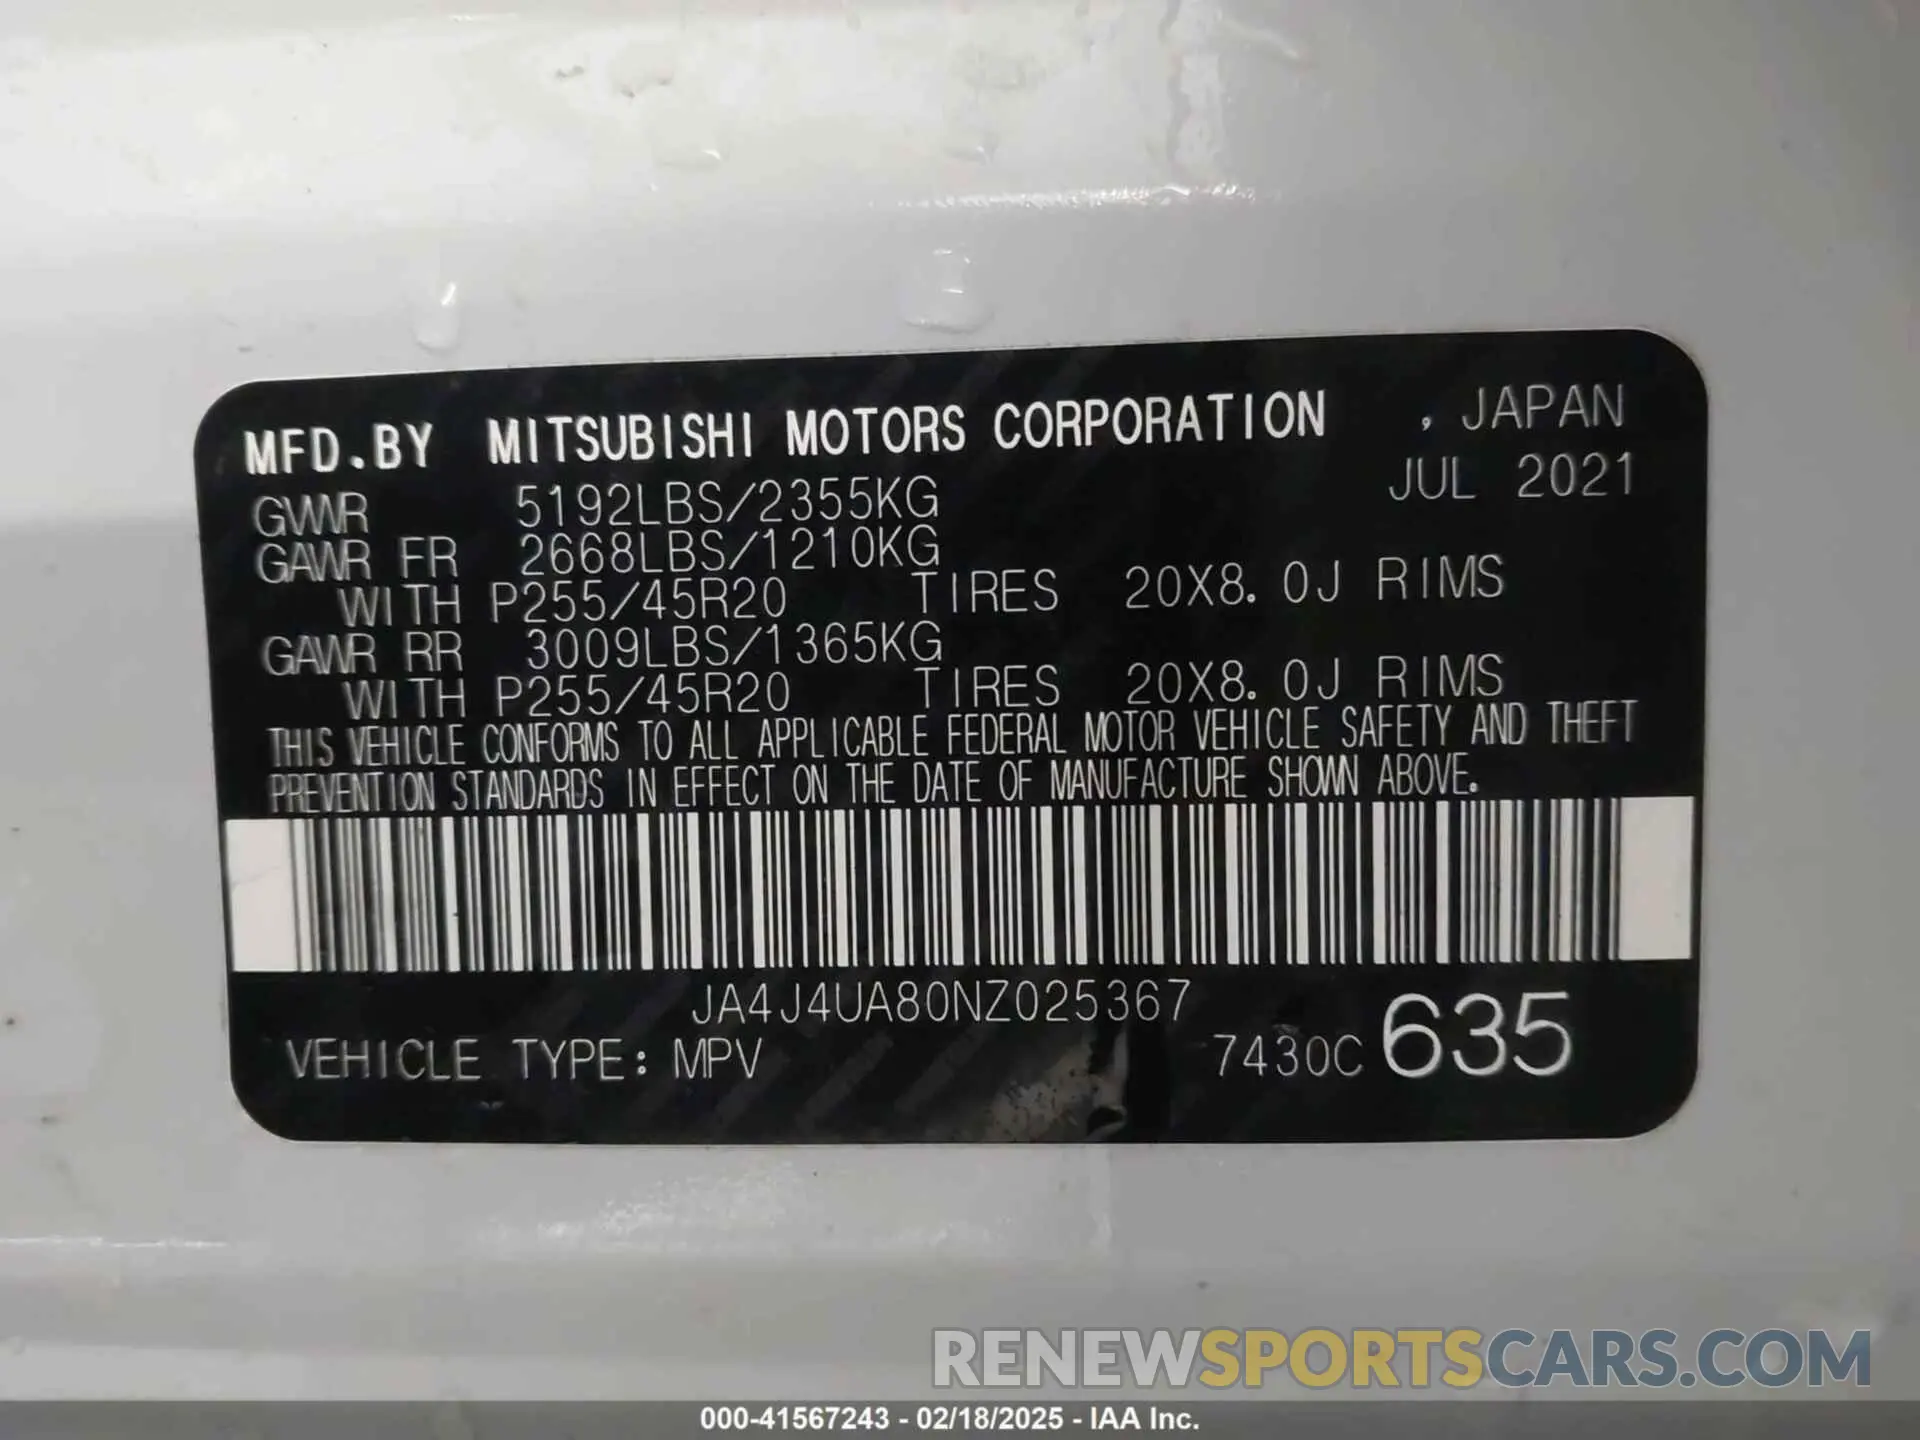 MFD.BY MITSUBISHI MOTORS CORPORATION , JAPAN
GVWR 5192LBS/2355KG JUL 2021
GAWR FR 2668LBS/1210KG
WITH P255/45R20 TIRES 20X8.0J RIMS
GAWR RR 3009LBS/1365KG
WITH P255/45R20 TIRES 20X8.0J RIMS
THIS VEHICLE CONFORMS TO ALL APPLICABLE FEDERAL MOTOR VEHICLE SAFETY AND THEFT
PREVENTION STANDARDS IN EFFECT ON THE DATE OF MANUFACTURE SHOWN ABOVE.
JA4J4UA80NZ025367
VEHICLE TYPE: MPV 7430C 635
RENEWSPORTSCARS.COM
000-41567243 - 02/18/2025 - IAA Inc.